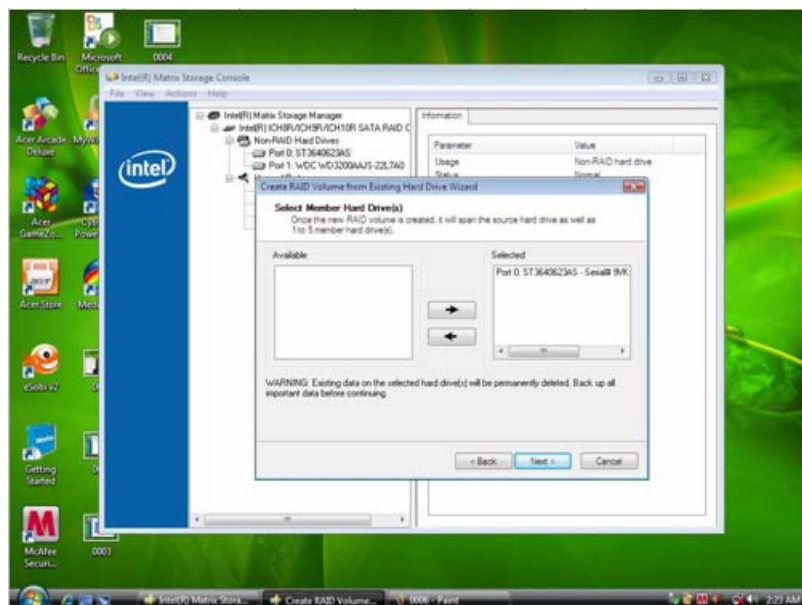 Recycle Bin
Microsoft
Office
0004
Intel(R) Matrix Storage Console
File View Actions Help
Intel(R) Matrix Storage Manager
Intel(R) ICH8R/ICH9R/ICH10R SATA RAID C
Non-RAID Hard Drives
Port 0: ST3640623AS
Port 1: WDC WD3200AAJS-22L7A0
Information
Parameter Value
Usage Non-RAID hard drive
Status Normal
intel
Acer Arcade
Deluxe
Acer
GameZo...
Acer Store
eSobi v2
Getting
Started
McAfee
Securi...
0003
Create RAID Volume from Existing Hard Drive Wizard
Select Member Hard Drive(s)
Once the new RAID volume is created, it will span the source hard drive as well as
1 to 5 member hard drive(s).
Available
Selected
Port 0: ST3640623AS - Serial# 9VK
WARNING: Existing data on the selected hard drive(s) will be permanently deleted. Back up all
important data before continuing.
< Back
Next >
Cancel
Intel(R) Matrix Stora...
Create RAID Volume...
0006 - Paint
2:23 AM